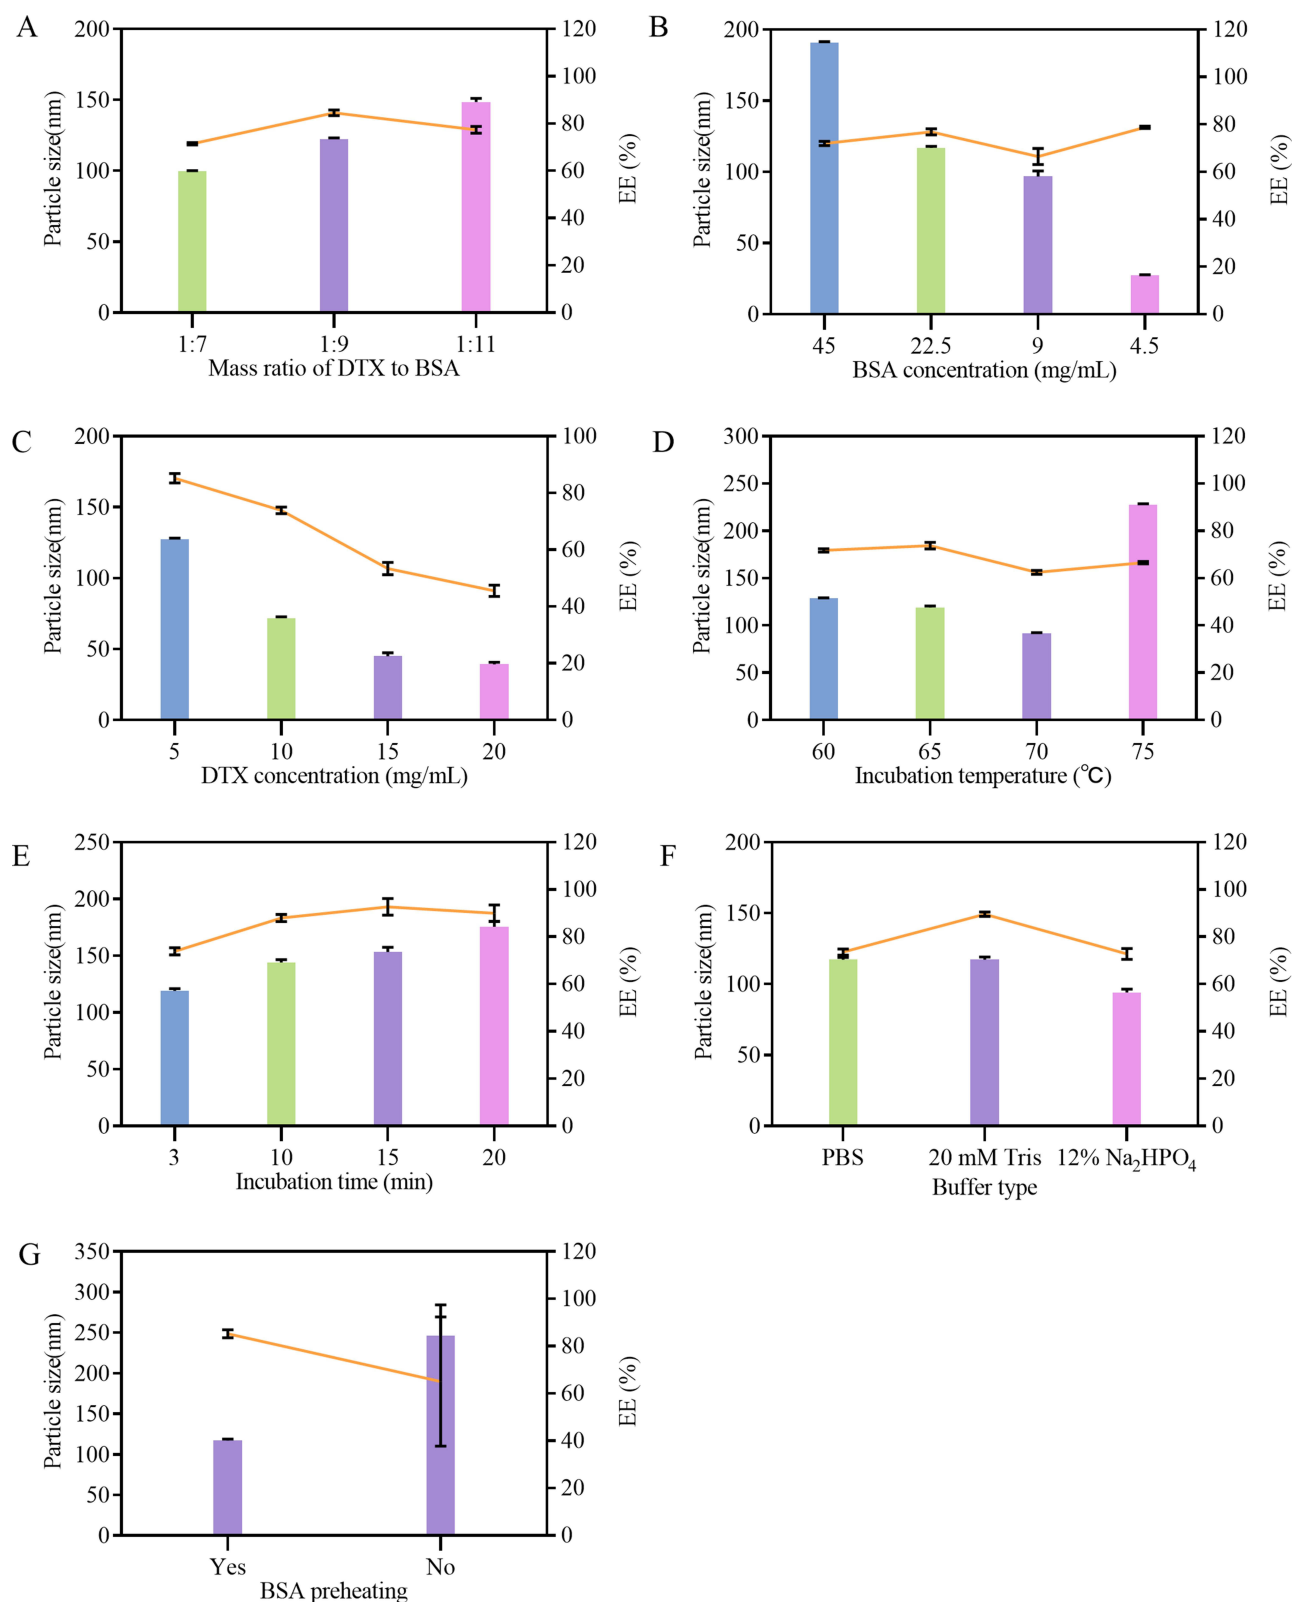 A
200
150
100
50
0
Particle size(nm)
120
100
80
60
40
20
0
EE (%)
1:7 1:9 1:11
Mass ratio of DTX to BSA
B
200
150
100
50
0
Particle size(nm)
120
100
80
60
40
20
0
EE (%)
45 22.5 9 4.5
BSA concentration (mg/mL)
C
200
150
100
50
0
Particle size(nm)
100
80
60
40
20
0
EE (%)
5 10 15 20
DTX concentration (mg/mL)
D
300
250
200
150
100
50
0
Particle size(nm)
120
100
80
60
40
20
0
EE (%)
60 65 70 75
Incubation temperature (℃)
E
250
200
150
100
50
0
Particle size(nm)
120
100
80
60
40
20
0
EE (%)
3 10 15 20
Incubation time (min)
F
200
150
100
50
0
Particle size(nm)
120
100
80
60
40
20
0
EE (%)
PBS 20 mM Tris 12% Na₂HPO₄
Buffer type
G
350
300
250
200
150
100
50
0
Particle size(nm)
120
100
80
60
40
20
0
EE (%)
Yes No
BSA preheating